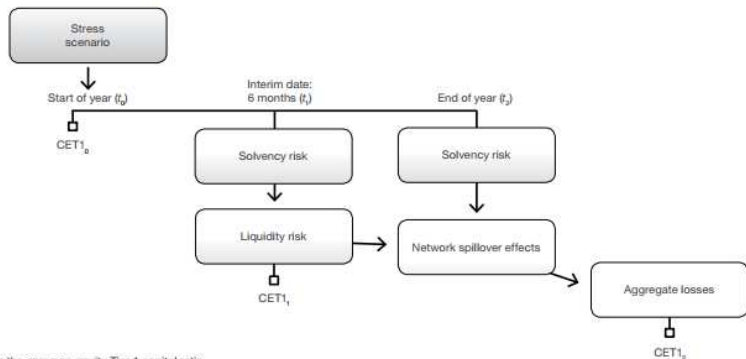 Stress
scenario
Start of year (t₀)
Interim date:
6 months (t₁)
End of year (t₂)
CET1₀
Solvency risk
Solvency risk
Liquidity risk
Network spillover effects
CET1₁
Aggregate losses
CET1₂